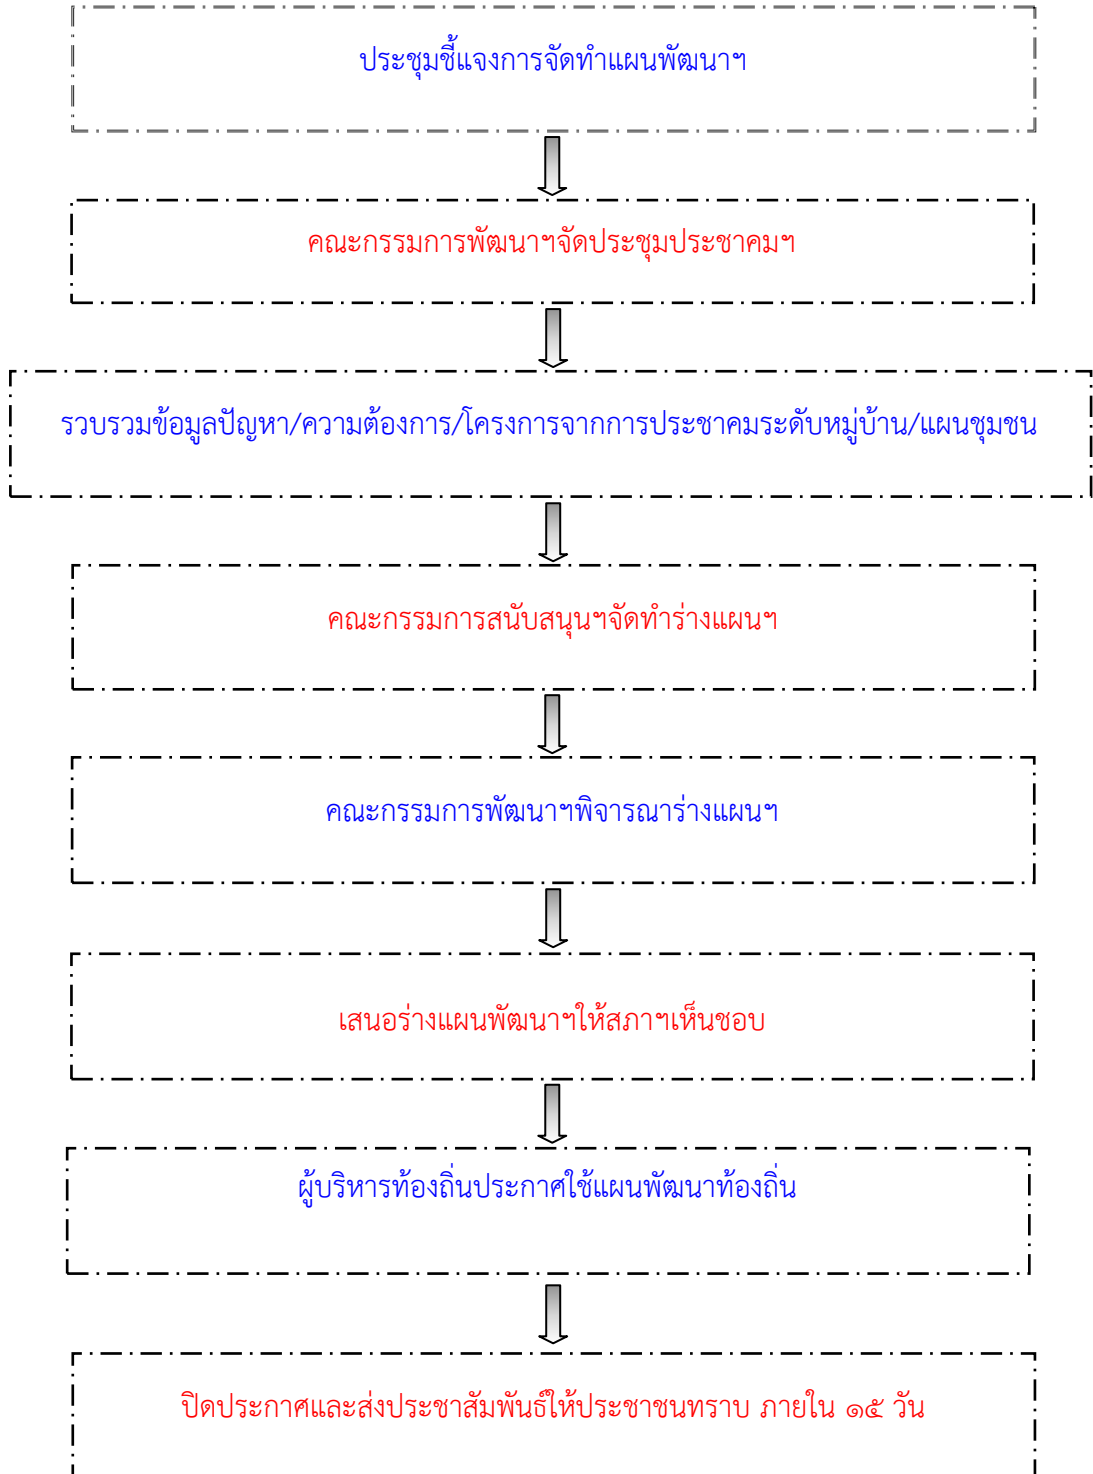 ประชุมชี้แจงการจัดทำแผนพัฒนาฯ
คณะกรรมการพัฒนาฯจัดประชุมประชาคมฯ
รวบรวมข้อมูลปัญหา/ความต้องการ/โครงการจากการประชาคมระดับหมู่บ้าน/แผนชุมชน
คณะกรรมการสนับสนุนฯจัดทำร่างแผนฯ
คณะกรรมการพัฒนาฯพิจารณาร่างแผนฯ
เสนอร่างแผนพัฒนาฯให้สภาฯเห็นชอบ
ผู้บริหารท้องถิ่นประกาศใช้แผนพัฒนาท้องถิ่น
ปิดประกาศและส่งประชาสัมพันธ์ให้ประชาชนทราบ ภายใน ๑๕ วัน